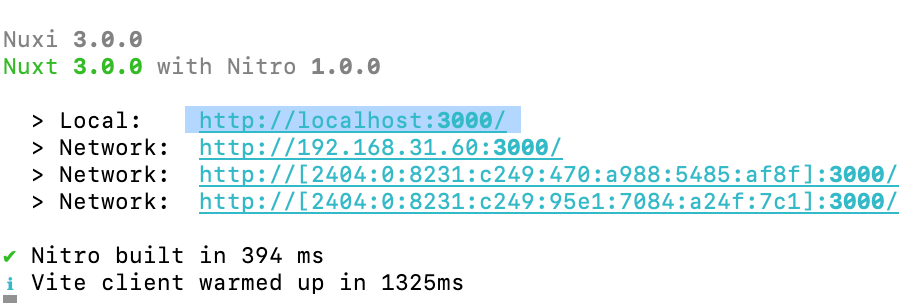 Nuxi 3.0.0
Nuxt 3.0.0 with Nitro 1.0.0
> Local: http://localhost:3000/
> Network: http://192.168.31.60:3000/
> Network: http://[2404:0:8231:c249:470:a988:5485:af8f]:3000/
> Network: http://[2404:0:8231:c249:95e1:7084:a24f:7c1]:3000/
✔ Nitro built in 394 ms
ℹ Vite client warmed up in 1325ms